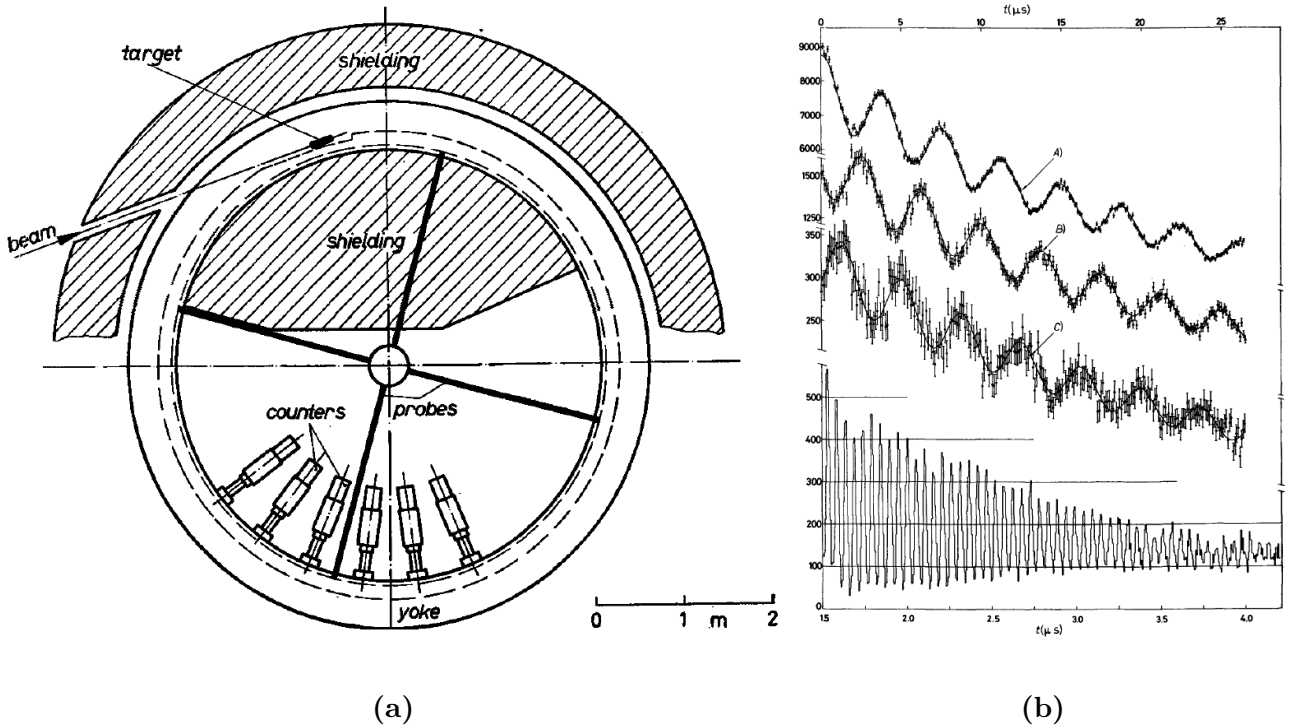 target
shielding
beam
shielding
counters
probes
yoke
0 1 m 2
(a)
t(μs)
0 5 10 15 20 25
9000
8000
7000
6000
1500
1250
350
300
250
500
400
300
200
100
0
A)
B)
C)
1.5 2.0 2.5 3.0 3.5 4.0
t(μs)
(b)